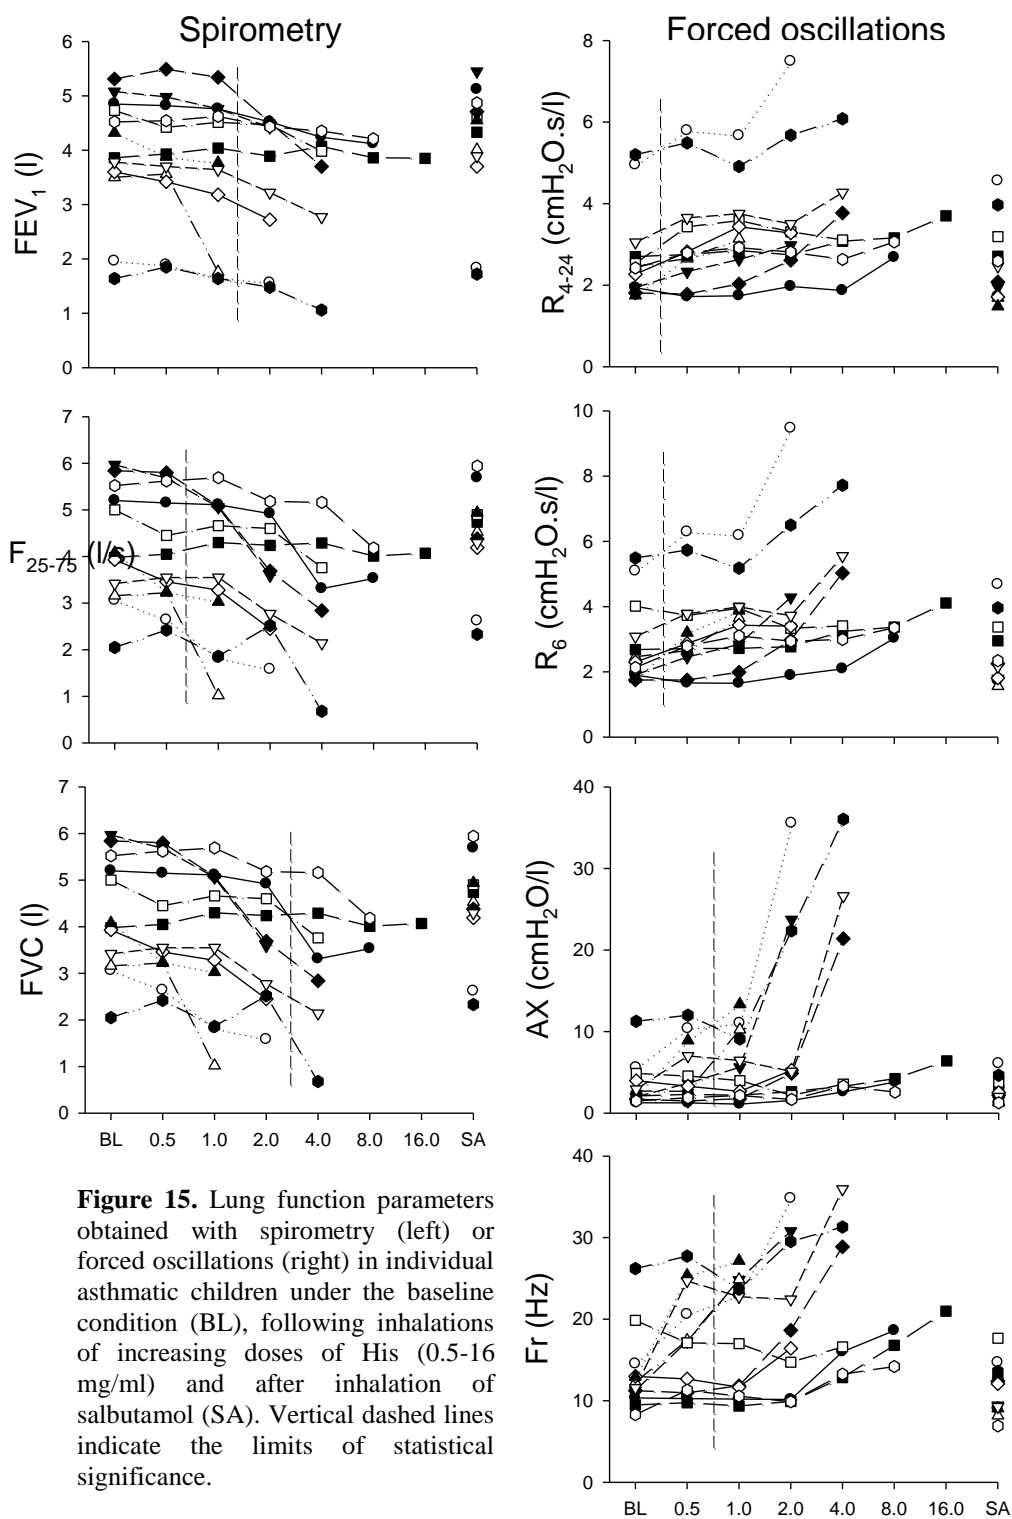 Spirometry
6
5
4
3
2
1
0
FEV1 (l)
7
6
5
4
3
2
1
0
F25-75 (l/s)
7
6
5
4
3
2
1
0
FVC (l)
BL 0.5 1.0 2.0 4.0 8.0 16.0 SA
Figure 15. Lung function parameters
obtained with spirometry (left) or
forced oscillations (right) in individual
asthmatic children under the baseline
condition (BL), following inhalations
of increasing doses of His (0.5-16
mg/ml) and after inhalation of
salbutamol (SA). Vertical dashed lines
indicate the limits of statistical
significance.
Forced oscillations
8
6
4
2
0
R4-24 (cmH2O.s/l)
10
8
6
4
2
0
R6 (cmH2O.s/l)
40
30
20
10
0
AX (cmH2O/l)
40
30
20
10
0
Fr (Hz)
BL 0.5 1.0 2.0 4.0 8.0 16.0 SA